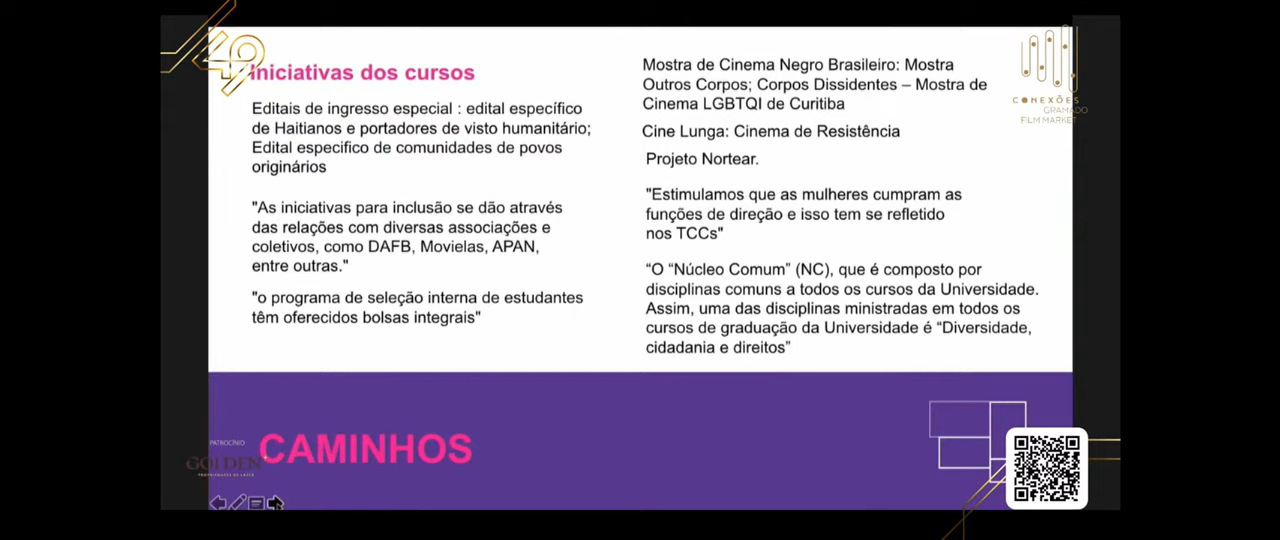 49
Iniciativas dos cursos
Editais de ingresso especial : edital específico
de Haitianos e portadores de visto humanitário;
Edital especifico de comunidades de povos
originários
"As iniciativas para inclusão se dão através
das relações com diversas associações e
coletivos, como DAFB, Movielas, APAN,
entre outras."
"o programa de seleção interna de estudantes
têm oferecidos bolsas integrais"
Mostra de Cinema Negro Brasileiro: Mostra
Outros Corpos; Corpos Dissidentes – Mostra de
Cinema LGBTQI de Curitiba
Cine Lunga: Cinema de Resistência
Projeto Nortear.
"Estimulamos que as mulheres cumpram as
funções de direção e isso tem se refletido
nos TCCs"
“O “Núcleo Comum” (NC), que é composto por
disciplinas comuns a todos os cursos da Universidade.
Assim, uma das disciplinas ministradas em todos os
cursos de graduação da Universidade é “Diversidade,
cidadania e direitos”
CONEXÕES
GRAMADO
FILM MARKET
CAMINHOS
PATROCÍNIO
GOLDEN